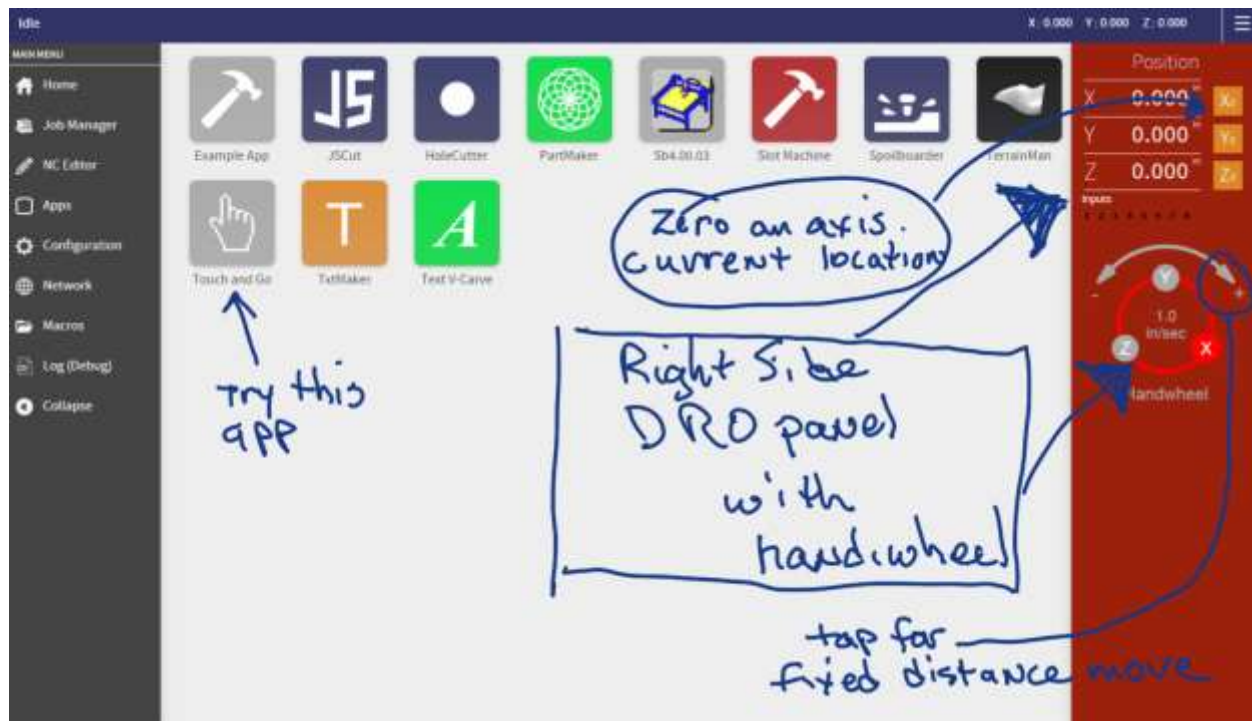 Idle
X: 0.000 Y: 0.000 Z: 0.000
MAIN MENU
Home
Job Manager
NC Editor
Apps
Configuration
Network
Macros
Log (Debug)
Collapse
Example App
JS
JSCut
HoleCutter
PartMaker
Sb4.00.03
Slot Machine
Spoilboarder
TerrainMan
Touch and Go
T
TxtMaker
A
Text V-Carve
Position
X 0.000
Y 0.000
Z 0.000
Inputs
Y
- +
1.0
in/sec
Z X
Handwheel
Zero an axis.
current location
Try this
app
Right Side
DRO panel
with
handwheel
tap for
fixed distance move